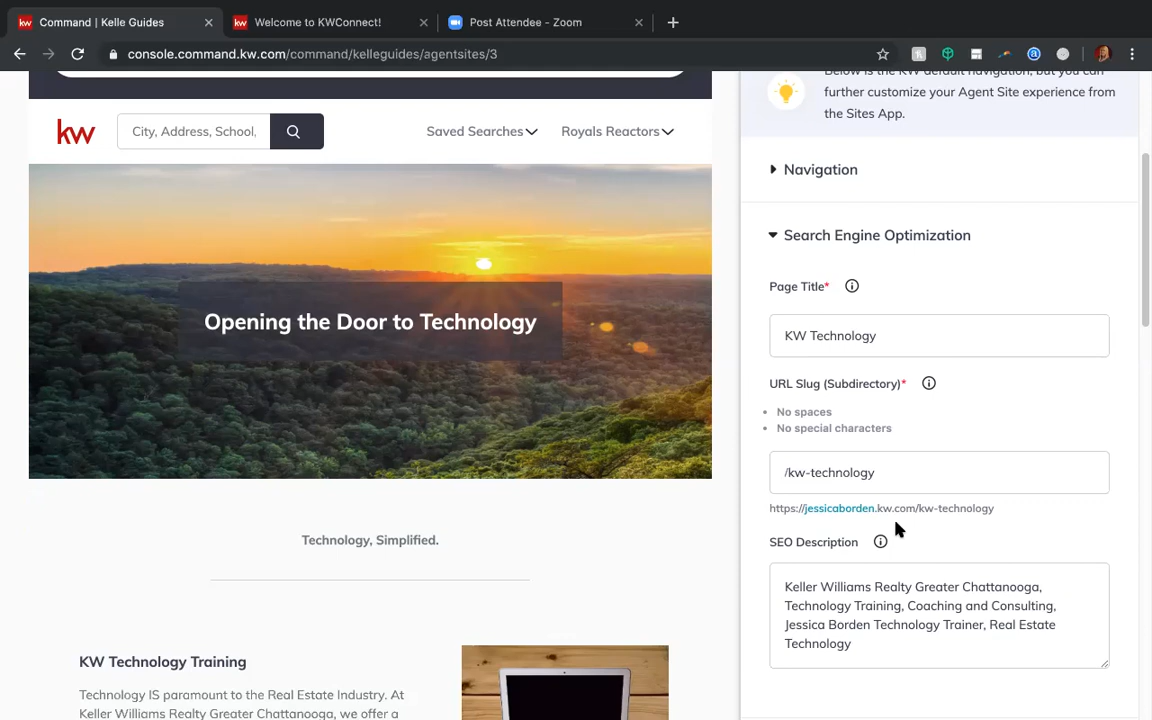 kw Command | Kelle Guides
kw Welcome to KWConnect!
Post Attendee - Zoom
console.command.kw.com/command/kelleguides/agentsites/3
kw
City, Address, School,
Saved Searches
Royals Reactors
Opening the Door to Technology
Technology, Simplified.
KW Technology Training
Technology IS paramount to the Real Estate Industry. At
Keller Williams Realty Greater Chattanooga, we offer a
Below is the KW default navigation, but you can
further customize your Agent Site experience from
the Sites App.
Navigation
Search Engine Optimization
Page Title*
KW Technology
URL Slug (Subdirectory)*
• No spaces
• No special characters
/kw-technology
https://jessicaborden.kw.com/kw-technology
SEO Description
Keller Williams Realty Greater Chattanooga,
Technology Training, Coaching and Consulting,
Jessica Borden Technology Trainer, Real Estate
Technology